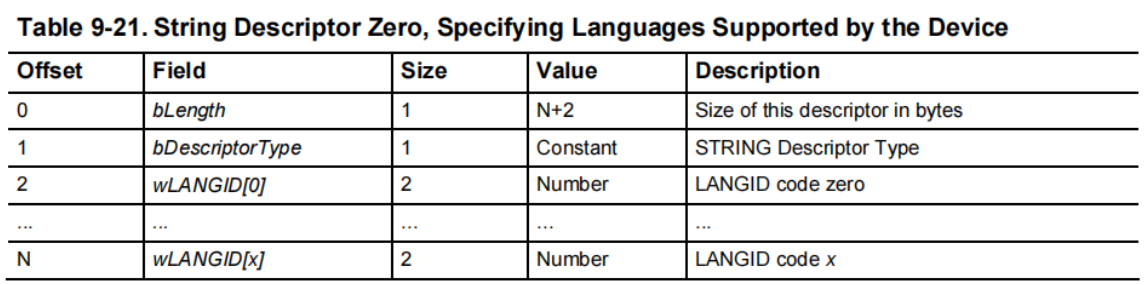 Table 9-21. String Descriptor Zero, Specifying Languages Supported by the Device
Offset Field Size Value Description
0 bLength 1 N+2 Size of this descriptor in bytes
1 bDescriptorType 1 Constant STRING Descriptor Type
2 wLANGID[0] 2 Number LANGID code zero
... ... ... ... ...
N wLANGID[x] 2 Number LANGID code x